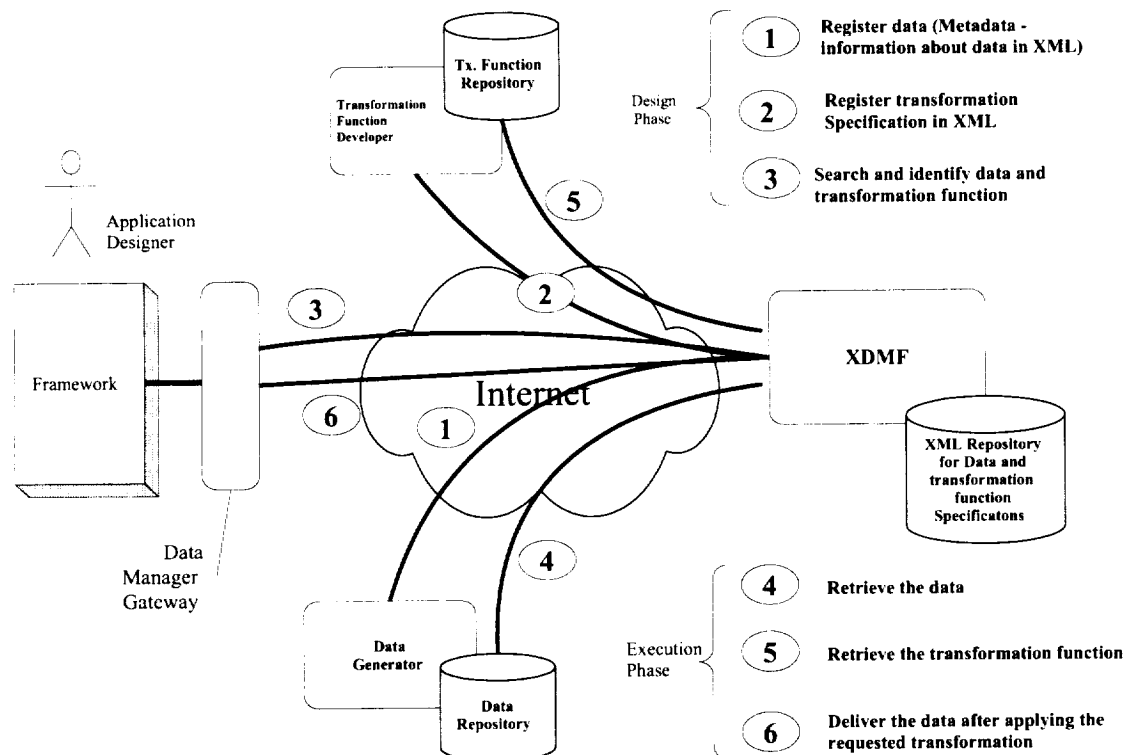 Tx. Function
Repository
Transformation
Function
Developer
Design
Phase
1
Register data (Metadata -
information about data in XML)
2
Register transformation
Specification in XML
3
Search and identify data and
transformation function
Application
Designer
5
2
3
Framework
XDMF
Internet
6
1
XML Repository
for Data and
transformation
function
Specificatons
4
Data
Manager
Gateway
Data
Generator
Data
Repository
Execution
Phase
4
Retrieve the data
5
Retrieve the transformation function
6
Deliver the data after applying the
requested transformation